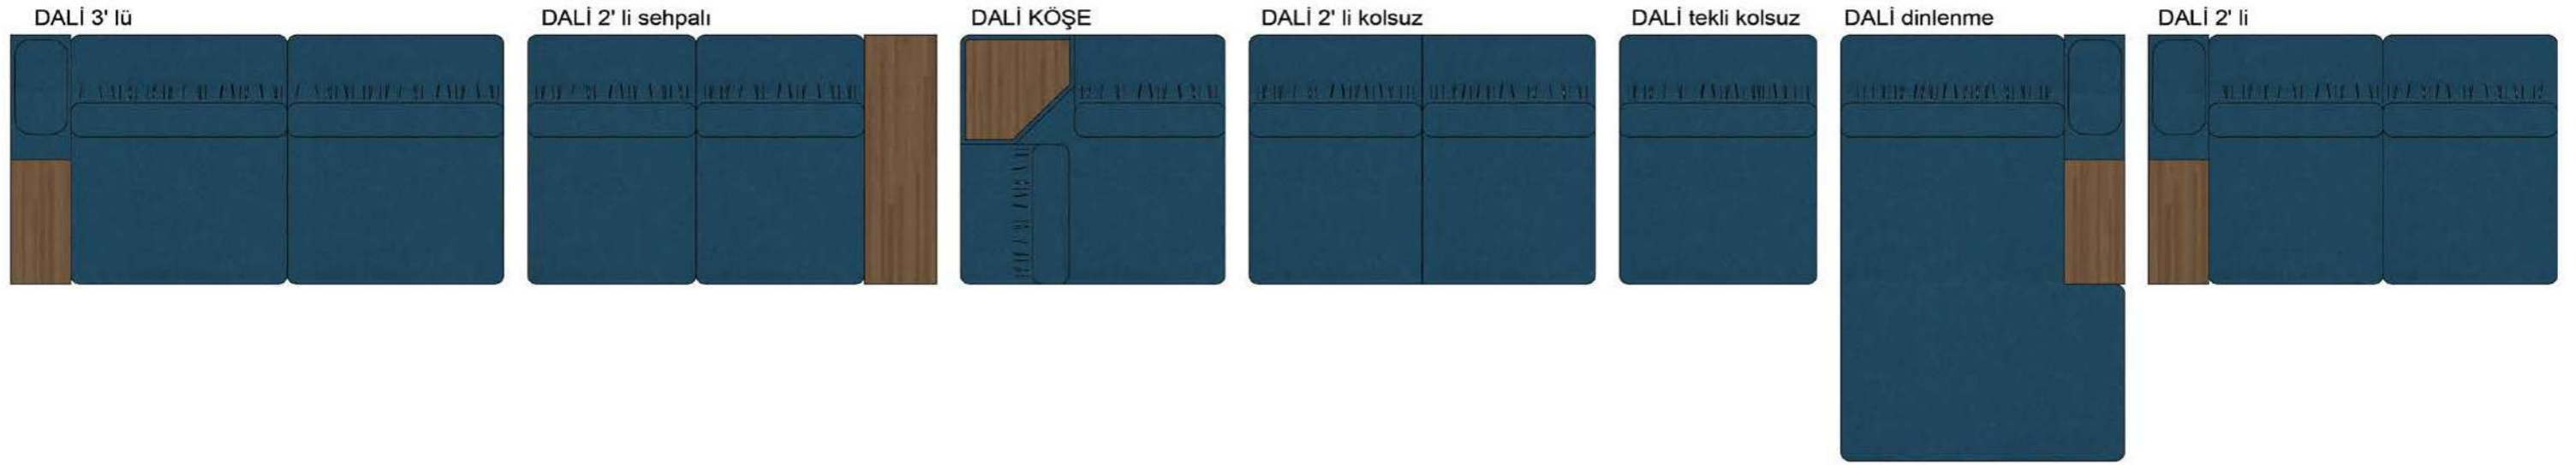 DALİ 3' lü
DALİ 2' li sehpalı
DALİ KÖŞE
DALİ 2' li kolsuz
DALİ tekli kolsuz
DALİ dinlenme
DALİ 2' li